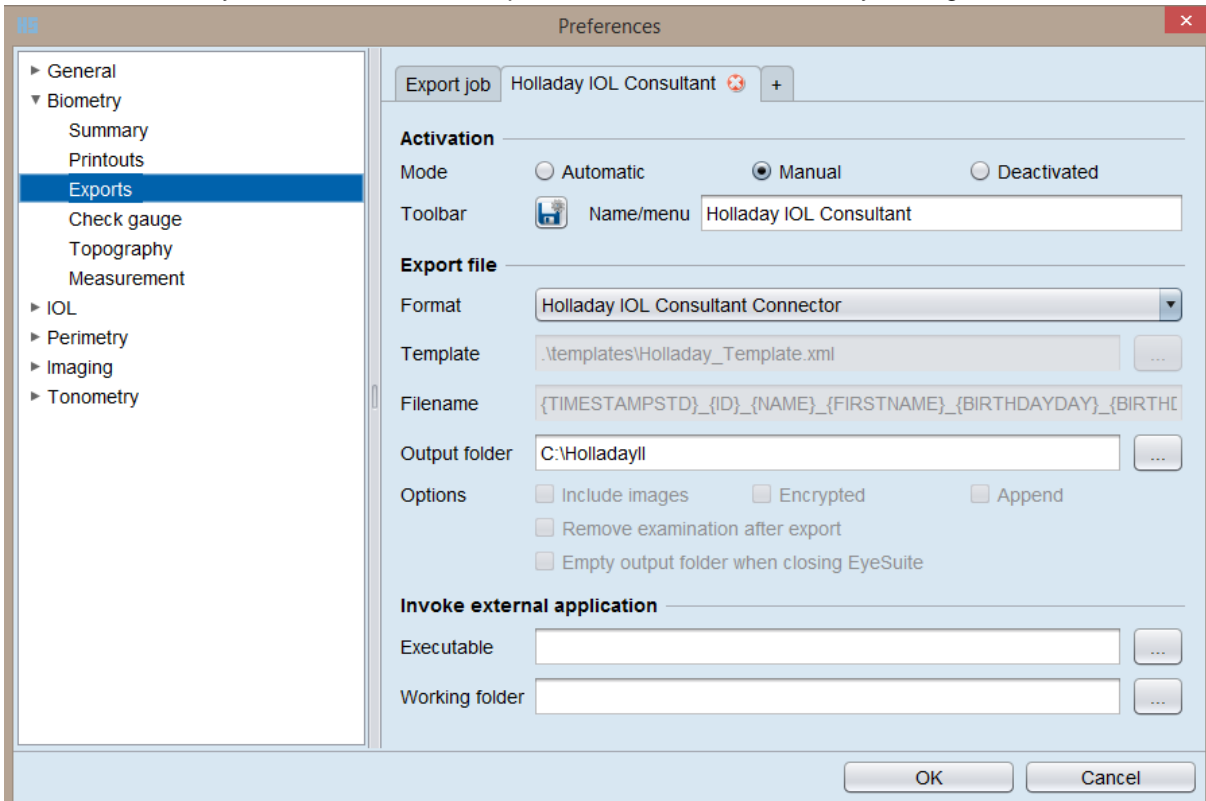 Preferences
General
Biometry
Summary
Printouts
Exports
Check gauge
Topography
Measurement
IOL
Perimetry
Imaging
Tonometry
Export job Holladay IOL Consultant +
Activation
Mode Automatic Manual Deactivated
Toolbar Name/menu Holladay IOL Consultant
Export file
Format Holladay IOL Consultant Connector
Template .\templates\Holladay_Template.xml ...
Filename {TIMESTAMPSTD}_{ID}_{NAME}_{FIRSTNAME}_{BIRTHDAYDAY}_{BIRTHD
Output folder C:\HolladayII ...
Options Include images Encrypted Append
Remove examination after export
Empty output folder when closing EyeSuite
Invoke external application
Executable ...
Working folder ...
OK Cancel